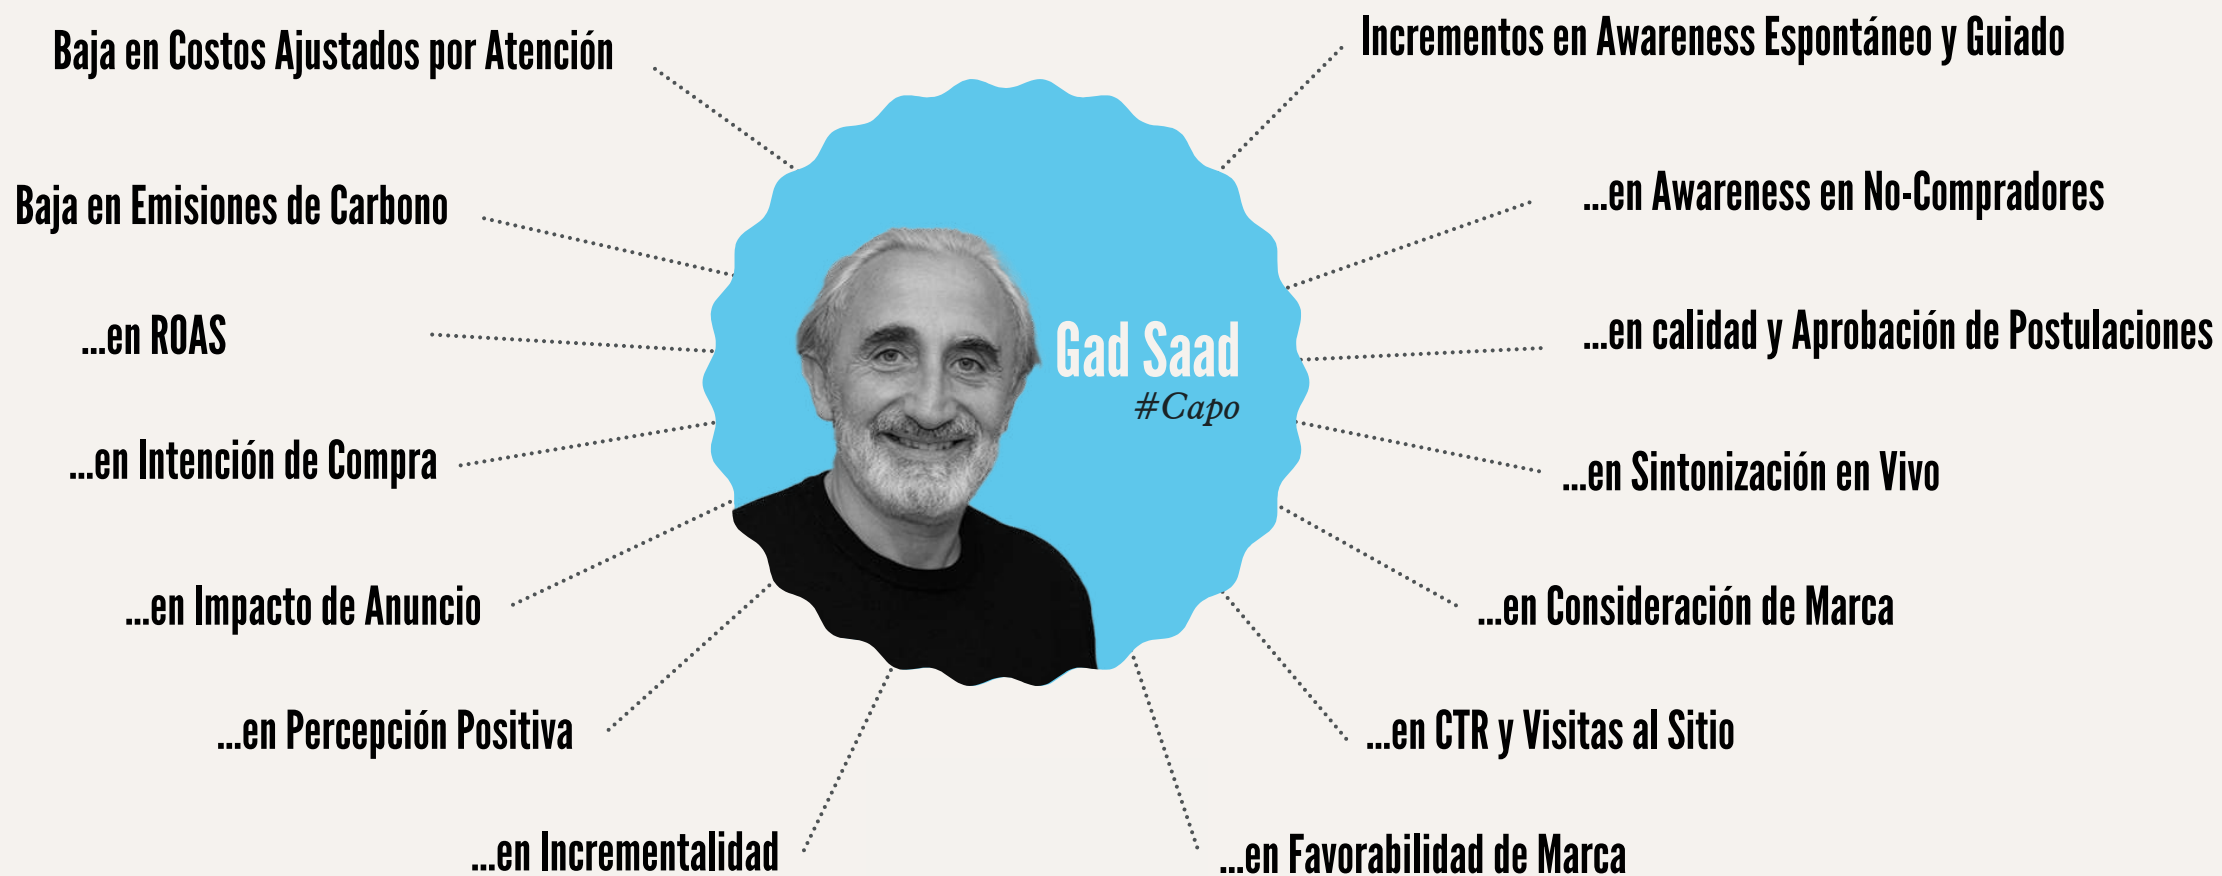 Baja en Costos Ajustados por Atención
Incrementos en Awareness Espontáneo y Guiado
Baja en Emisiones de Carbono
...en Awareness en No-Compradores
...en ROAS
...en calidad y Aprobación de Postulaciones
Gad Saad
#Capo
...en Intención de Compra
...en Sintonización en Vivo
...en Impacto de Anuncio
...en Consideración de Marca
...en Percepción Positiva
...en CTR y Visitas al Sitio
...en Incrementalidad
...en Favorabilidad de Marca